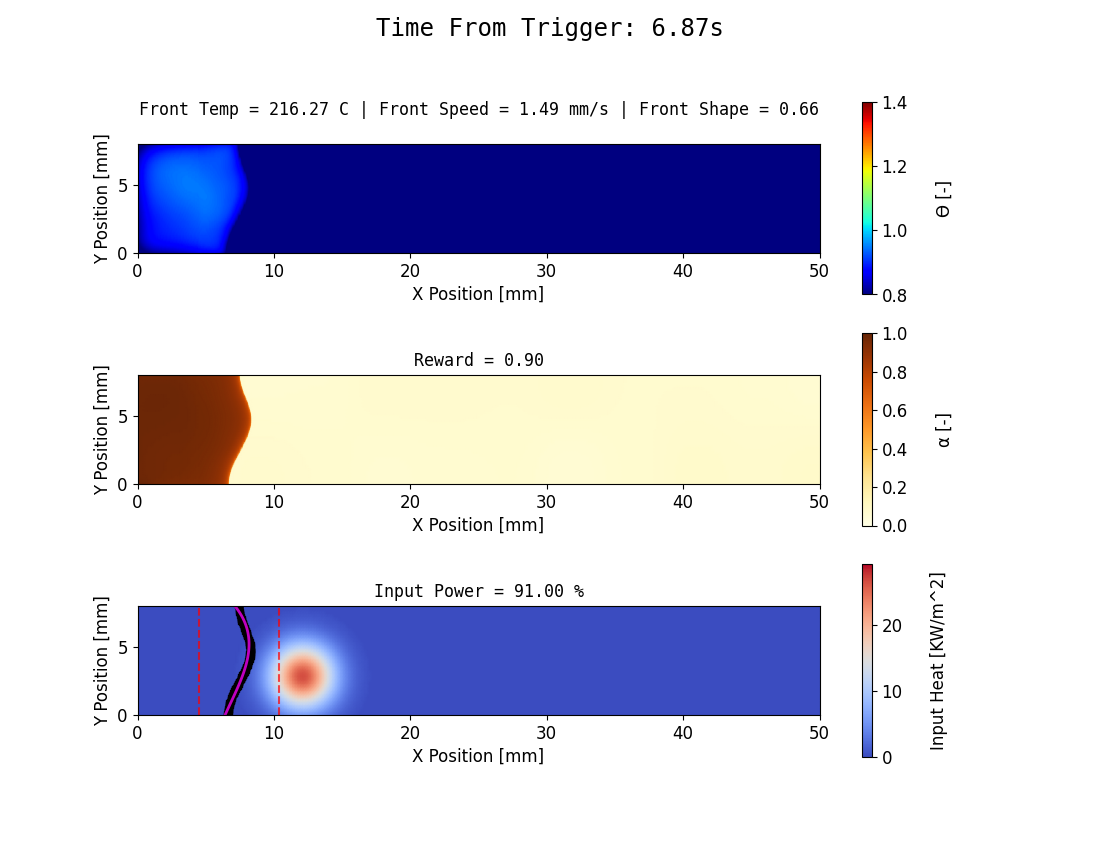 Time From Trigger: 6.87s
Front Temp = 216.27 C | Front Speed = 1.49 mm/s | Front Shape = 0.66
Y Position [mm]
5
0
0 10 20 30 40 50
X Position [mm]
1.4
1.2
1.0
0.8
Θ [-]
Reward = 0.90
Y Position [mm]
5
0
0 10 20 30 40 50
X Position [mm]
1.0
0.8
0.6
0.4
0.2
0.0
α [-]
Input Power = 91.00 %
Y Position [mm]
5
0
0 10 20 30 40 50
X Position [mm]
20
10
0
Input Heat [KW/m^2]